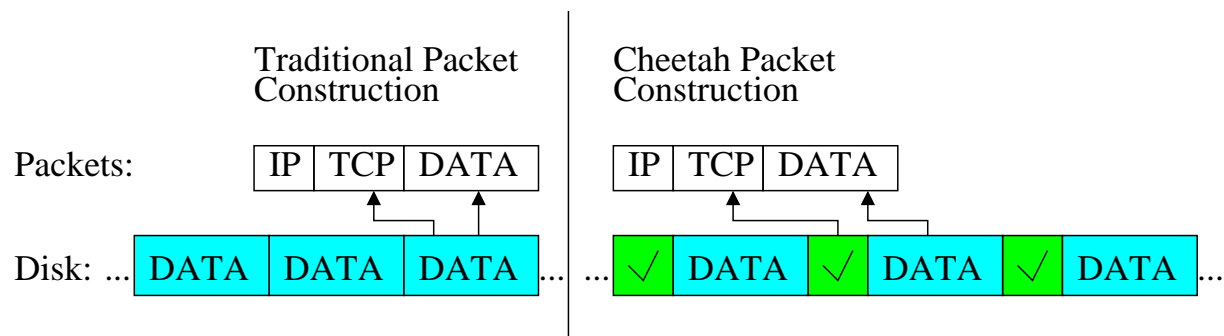 Traditional Packet
Construction
Cheetah Packet
Construction
Packets:
IP TCP DATA
IP TCP DATA
Disk: ... DATA DATA DATA ...
... ✓ DATA ✓ DATA ✓ DATA ...